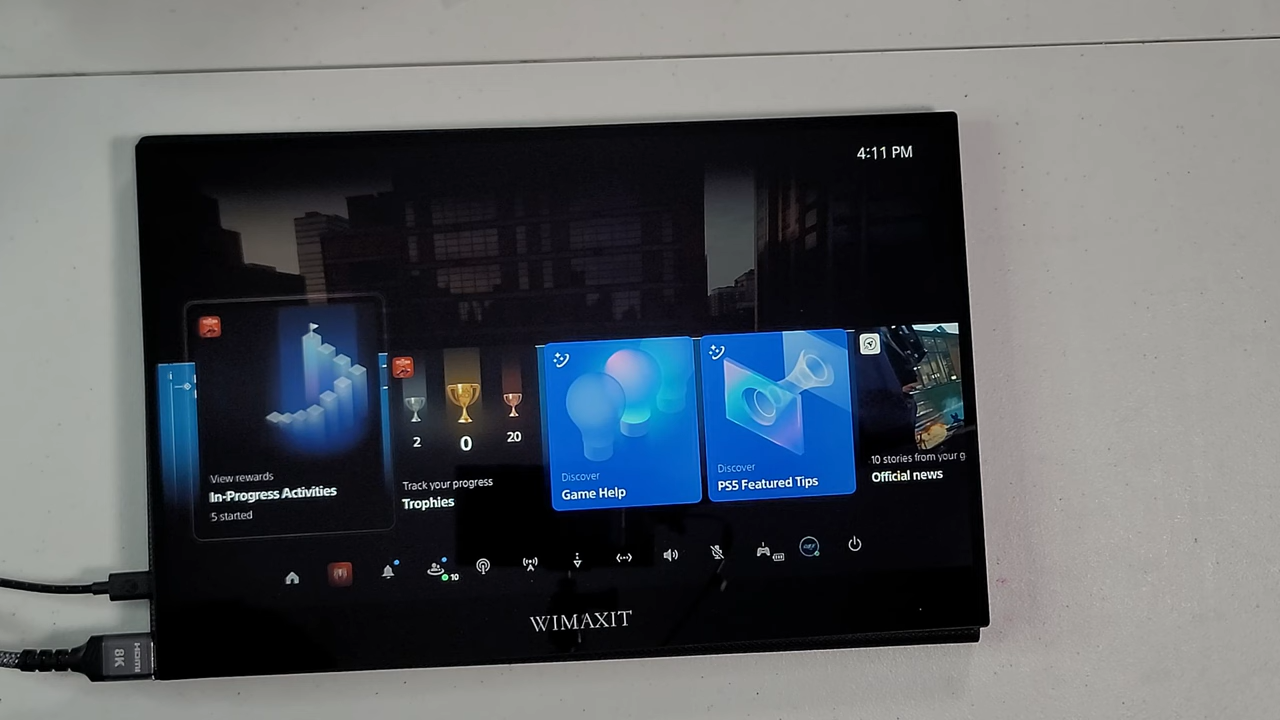 4:11 PM
View rewards
In-Progress Activities
5 started
2
0
20
Track your progress
Trophies
Discover
Game Help
Discover
PS5 Featured Tips
10 stories from your g
Official news
10
WIMAXIT
HDMI
8K